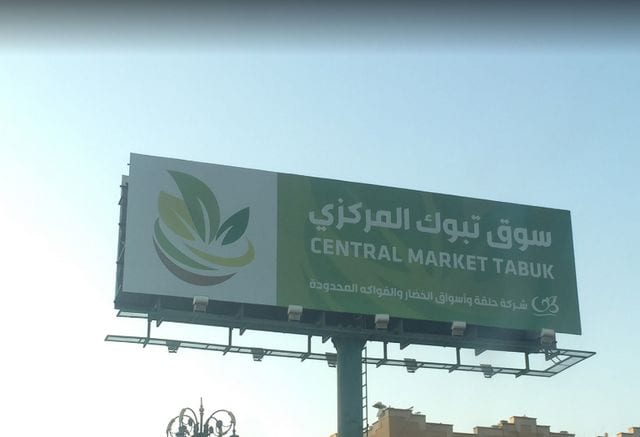 سوق تبوك المركزي
CENTRAL MARKET TABUK
شركة حلقة وأسواق الخضار والفواكه المحدودة